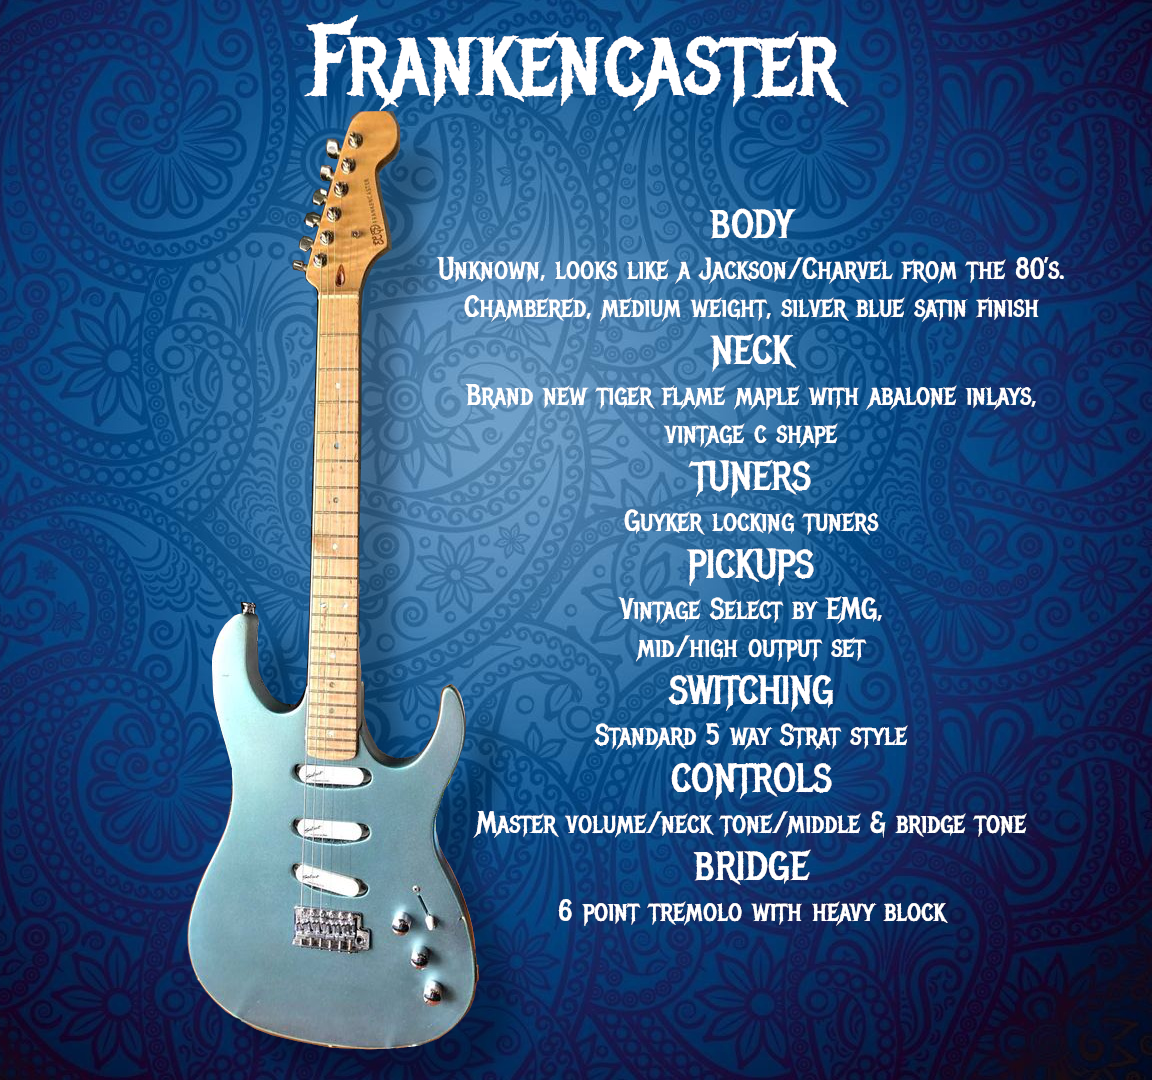 FRANKENCASTER
FRANKENCASTER
BODY
Unknown, looks like a Jackson/Charvel from the 80's.
Chambered, medium weight, silver blue satin finish
NECK
Brand new tiger flame maple with abalone inlays,
vintage c shape
TUNERS
Guyker locking tuners
PICKUPS
Vintage Select by EMG,
mid/high output set
SWITCHING
Standard 5 way Strat style
CONTROLS
Master volume/neck tone/middle & bridge tone
BRIDGE
6 point tremolo with heavy block